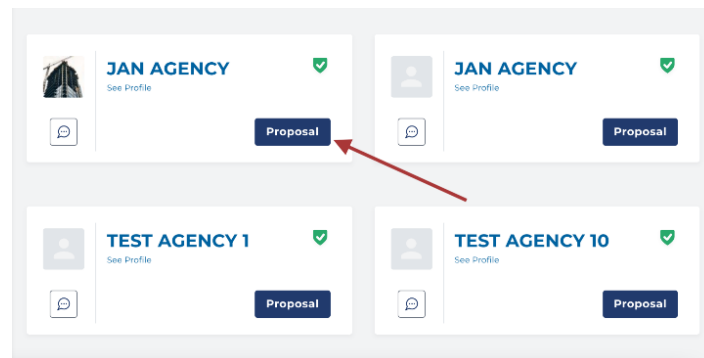 JAN AGENCY
See Profile
Proposal
JAN AGENCY
See Profile
Proposal
TEST AGENCY 1
See Profile
Proposal
TEST AGENCY 10
See Profile
Proposal